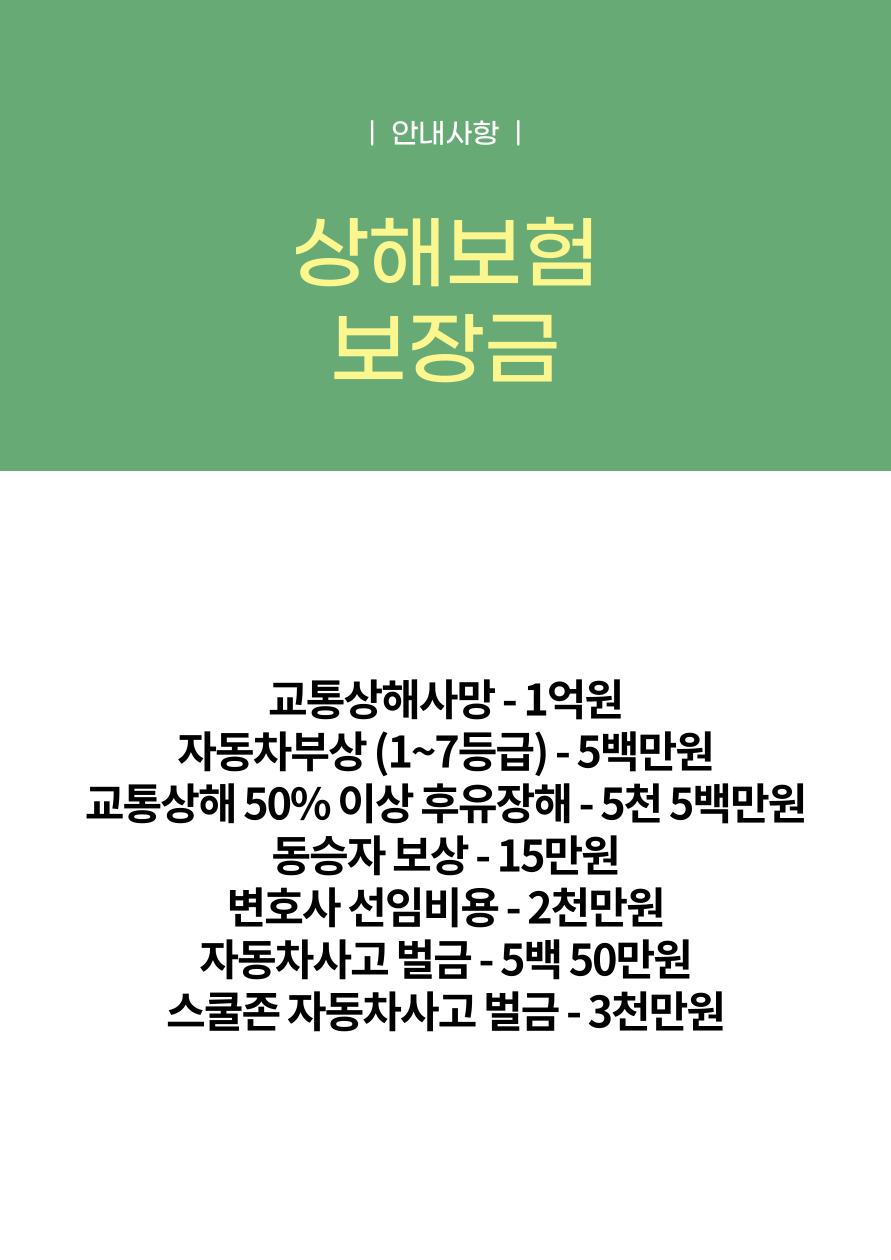 | 안내사항 |
상해보험
보장금
교통상해사망 - 1억원
자동차부상 (1~7등급) - 5백만원
교통상해 50% 이상 후유장해 - 5천 5백만원
동승자 보상 - 15만원
변호사 선임비용 - 2천만원
자동차사고 벌금 - 5백 50만원
스쿨존 자동차사고 벌금 - 3천만원